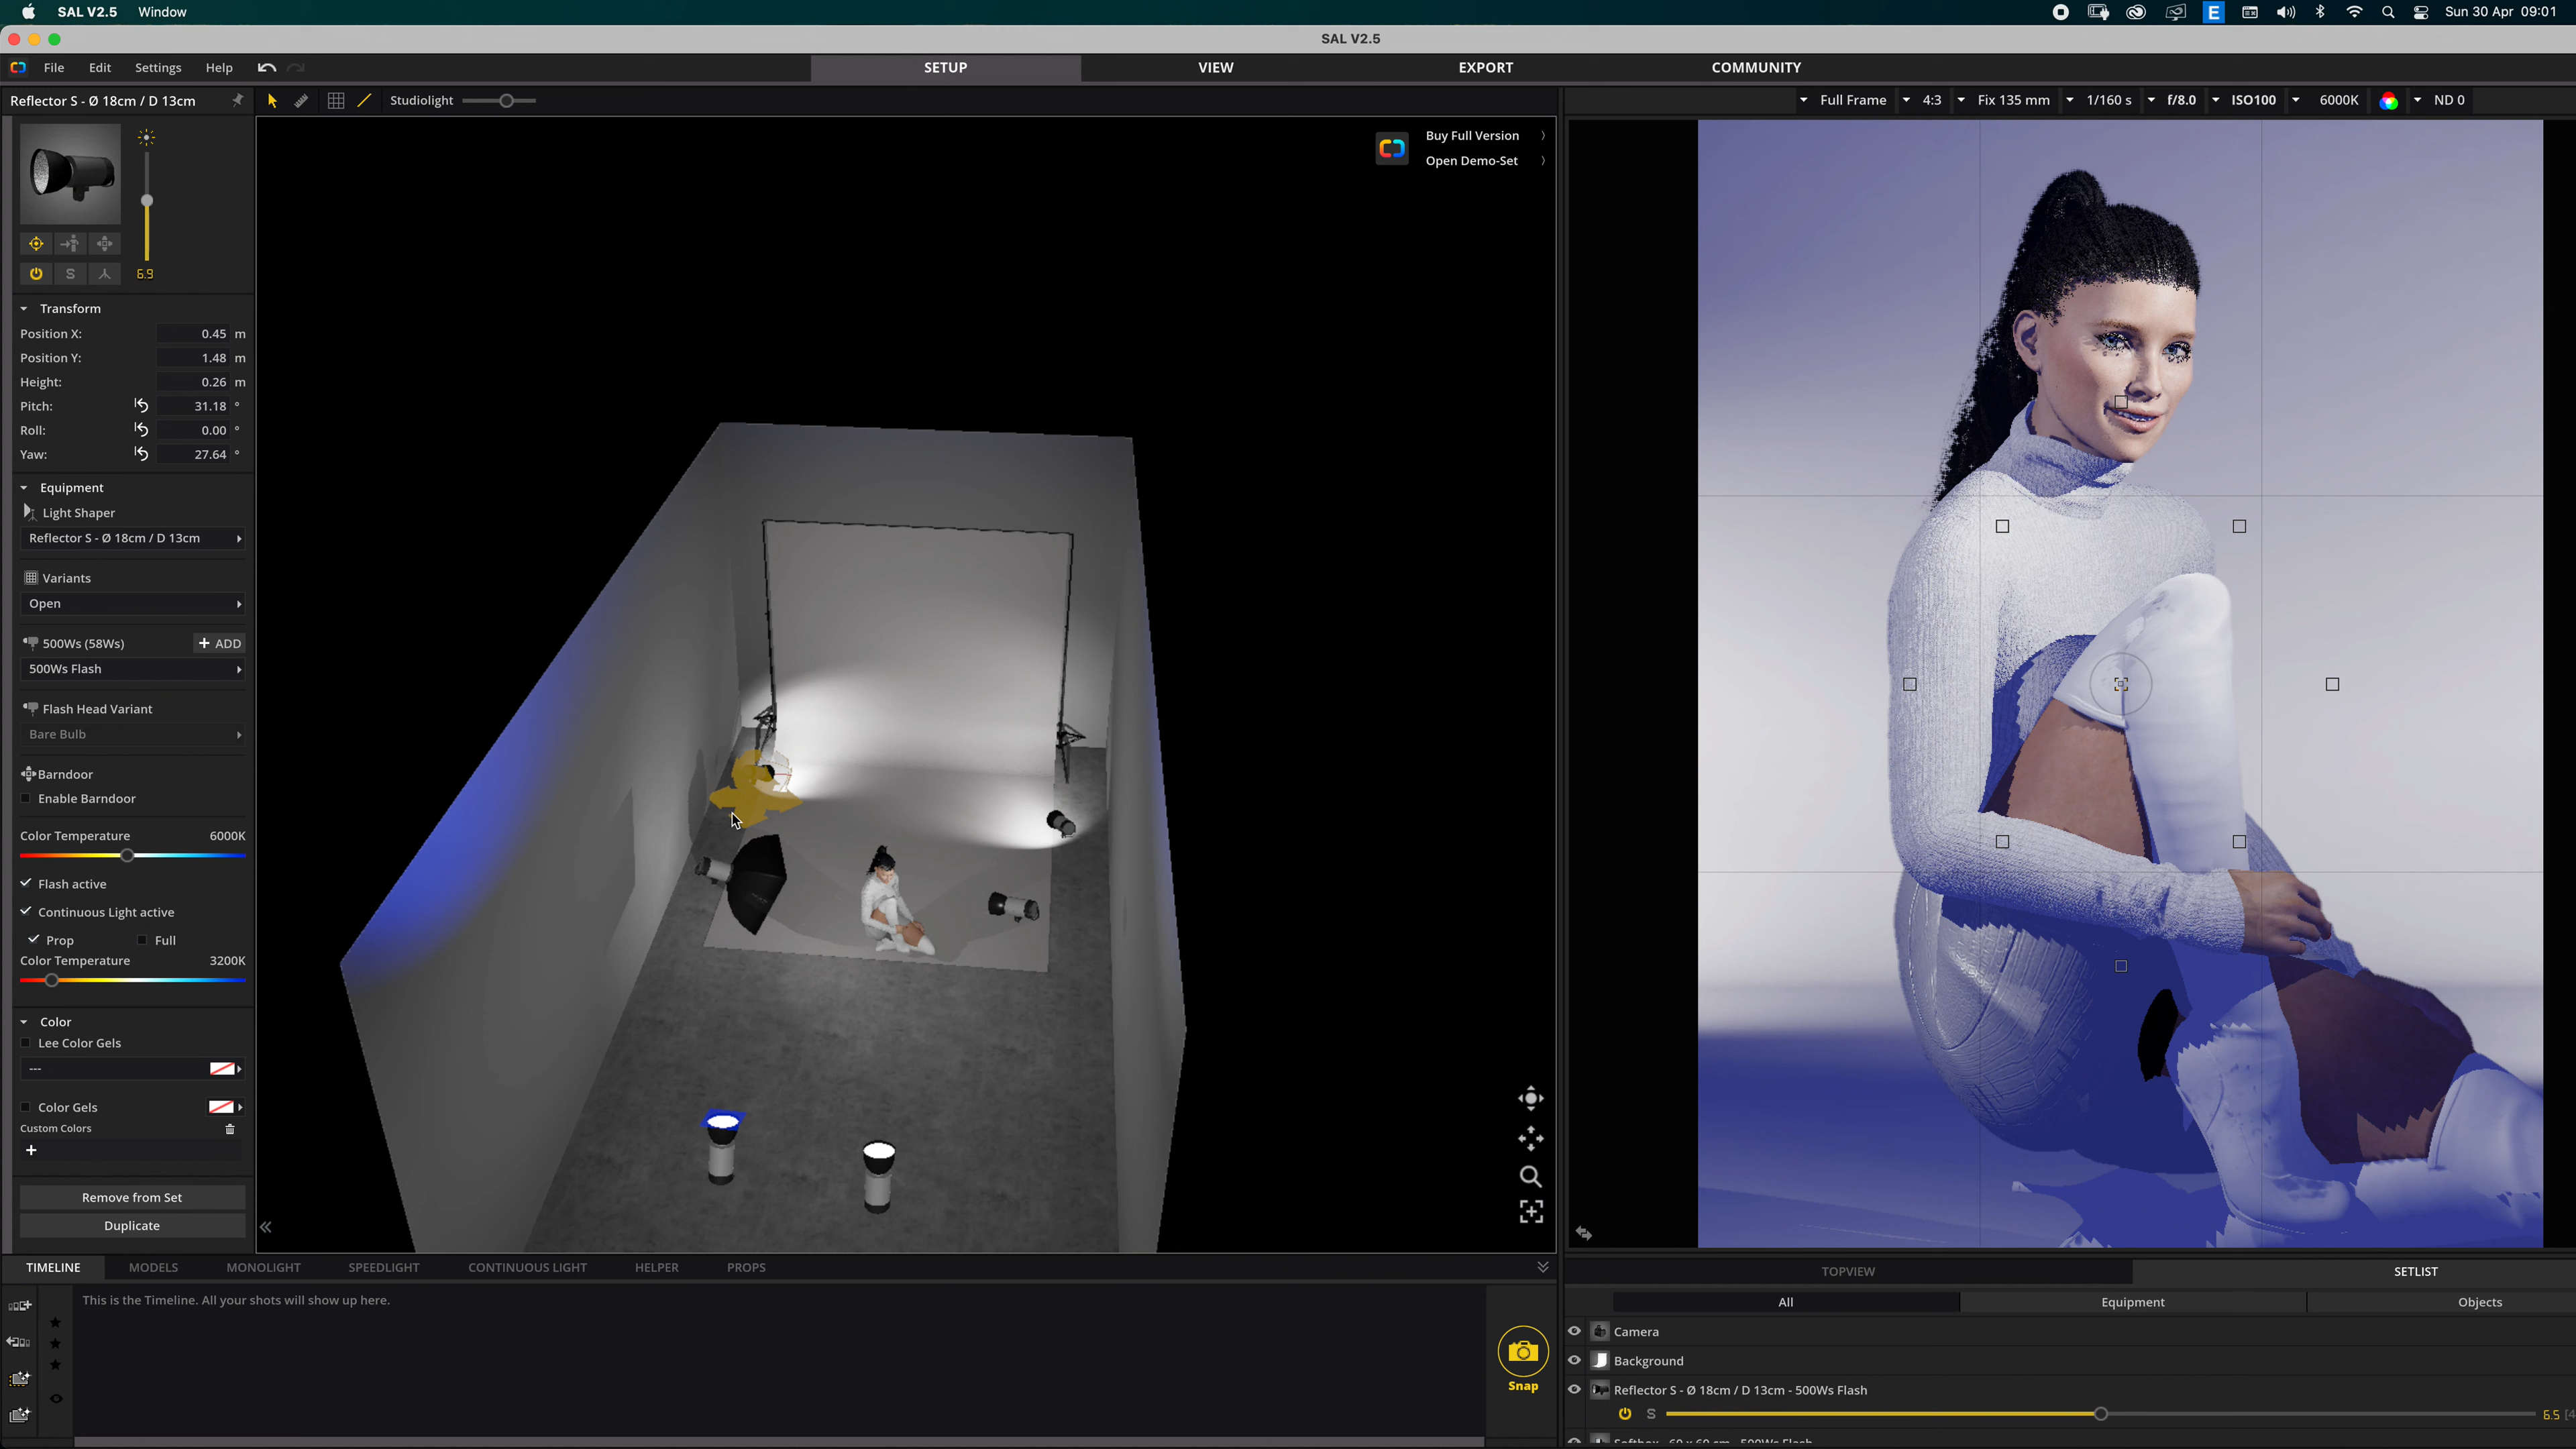 SAL V2.5 Window
E Sun 30 Apr 09:01
SAL V2.5
File Edit Settings Help
SETUP VIEW EXPORT COMMUNITY
Reflector S - Ø 18cm / D 13cm
Studiolight
Full Frame 4:3 Fix 135 mm 1/160 s f/8.0 ISO100 6000K ND 0
Buy Full Version
Open Demo-Set
S
6.9
Transform
Position X: 0.45 m
Position Y: 1.48 m
Height: 0.26 m
Pitch: 31.18 °
Roll: 0.00 °
Yaw: 27.64 °
Equipment
Light Shaper
Reflector S - Ø 18cm / D 13cm
Variants
Open
500Ws (58Ws) + ADD
500Ws Flash
Flash Head Variant
Bare Bulb
Barndoor
Enable Barndoor
Color Temperature 6000K
Flash active
Continuous Light active
Prop Full
Color Temperature 3200K
Color
Lee Color Gels
---
Color Gels
Custom Colors
+
Remove from Set
Duplicate
TIMELINE MODELS MONOLIGHT SPEEDLIGHT CONTINUOUS LIGHT HELPER PROPS
This is the Timeline. All your shots will show up here.
Snap
TOPVIEW SETLIST
All Equipment Objects
Camera
Background
Reflector S - Ø 18cm / D 13cm - 500Ws Flash
S 6.5 [4
Softbox - 60 x 60 cm - 500Ws Flash